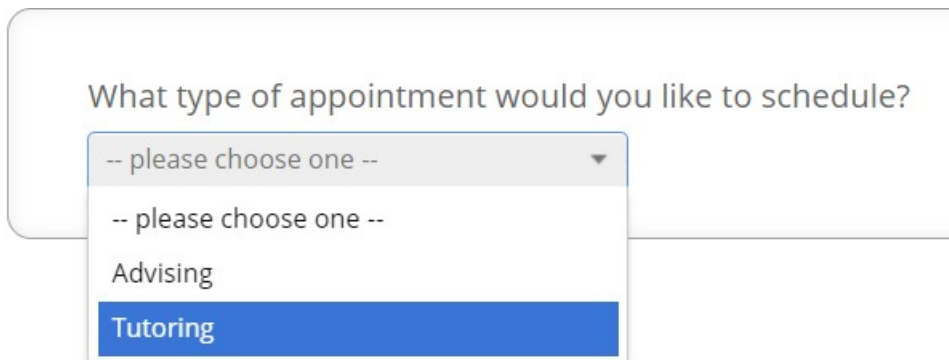 What type of appointment would you like to schedule?
-- please choose one --
-- please choose one --
Advising
Tutoring